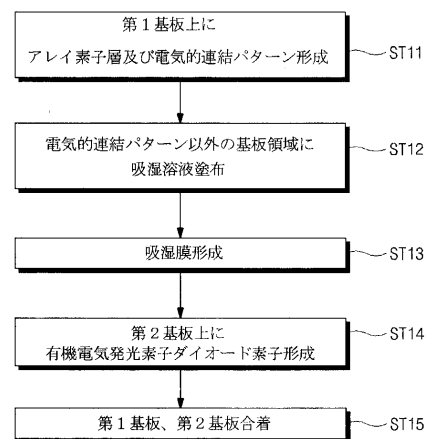 第１基板上に
アレイ素子層及び電気的連結パターン形成
ST11
電気的連結パターン以外の基板領域に
吸湿溶液塗布
ST12
吸湿膜形成
ST13
第２基板上に
有機電気発光素子ダイオード素子形成
ST14
第１基板、第２基板合着
ST15